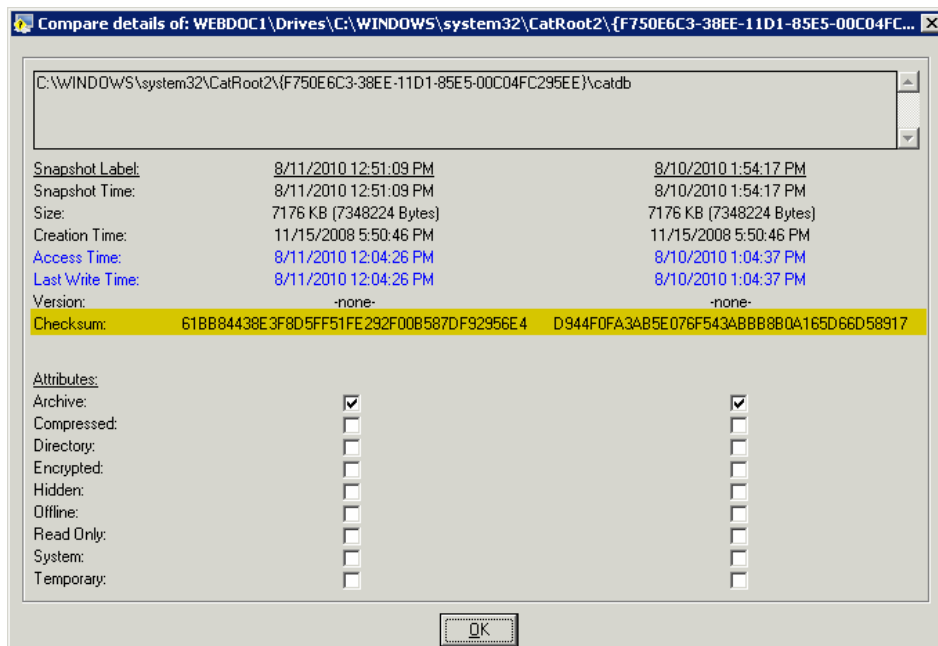 Compare details of: WEBDOC1\Drives\C:\WINDOWS\system32\CatRoot2\{F750E6C3-38EE-11D1-85E5-00C04FC...
C:\WINDOWS\system32\CatRoot2\{F750E6C3-38EE-11D1-85E5-00C04FC295EE}\catdb
Snapshot Label: 8/11/2010 12:51:09 PM 8/10/2010 1:54:17 PM
Snapshot Time: 8/11/2010 12:51:09 PM 8/10/2010 1:54:17 PM
Size: 7176 KB (7348224 Bytes) 7176 KB (7348224 Bytes)
Creation Time: 11/15/2008 5:50:46 PM 11/15/2008 5:50:46 PM
Access Time: 8/11/2010 12:04:26 PM 8/10/2010 1:04:37 PM
Last Write Time: 8/11/2010 12:04:26 PM 8/10/2010 1:04:37 PM
Version: -none- -none-
Checksum: 61BB84438E3F8D5FF51FE292F00B587DF92956E4 D944F0FA3AB5E076F543ABBB8B0A165D66D58917
Attributes:
Archive:
Compressed:
Directory:
Encrypted:
Hidden:
Offline:
Read Only:
System:
Temporary:
OK